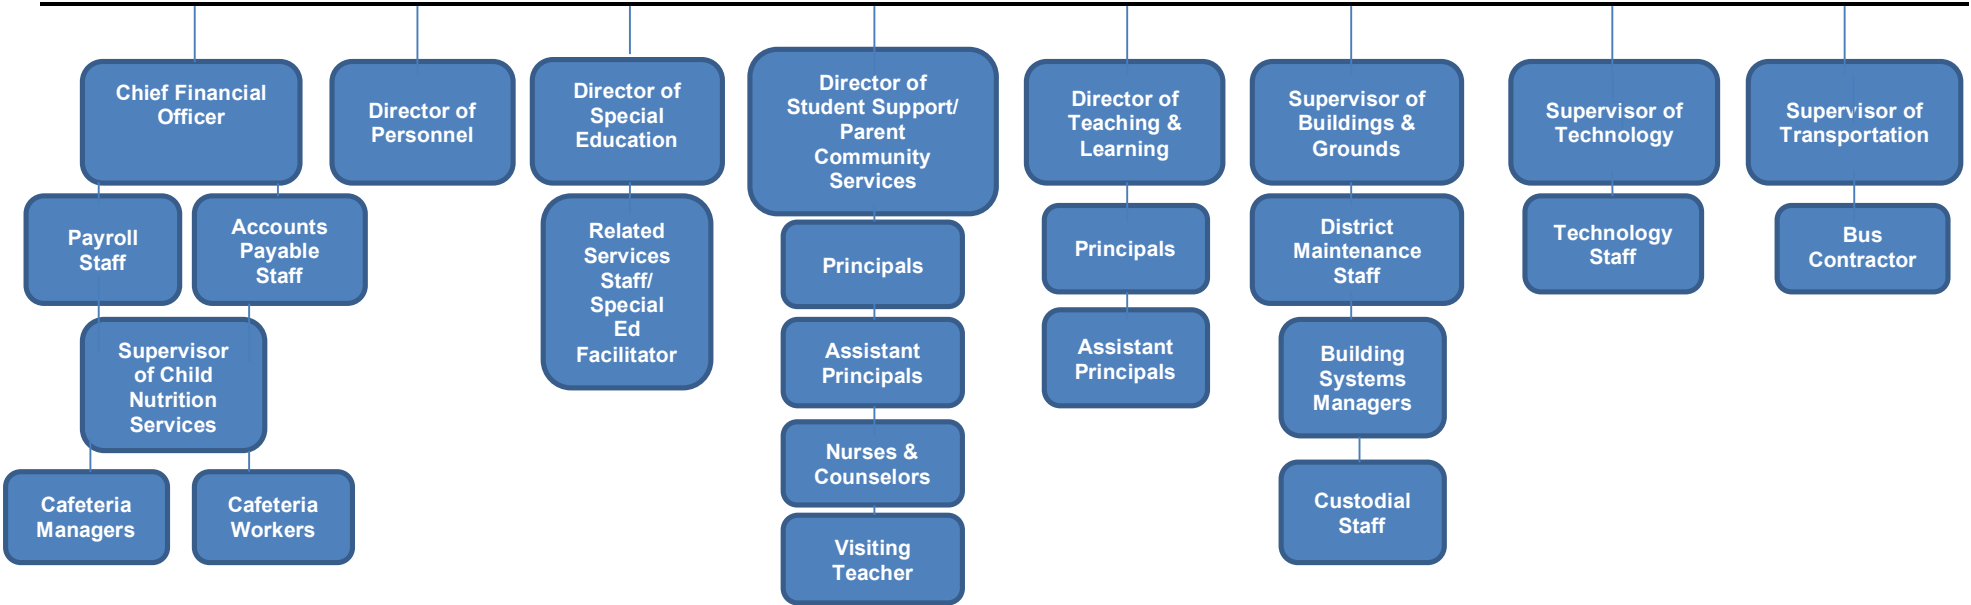 Chief Financial
Officer
Payroll
Staff
Accounts
Payable
Staff
Supervisor
of Child
Nutrition
Services
Cafeteria
Managers
Cafeteria
Workers
Director of
Personnel
Director of
Special
Education
Related
Services
Staff/
Special
Ed
Facilitator
Director of
Student Support/
Parent
Community
Services
Principals
Assistant
Principals
Nurses &
Counselors
Visiting
Teacher
Director of
Teaching &
Learning
Principals
Assistant
Principals
Supervisor of
Buildings &
Grounds
District
Maintenance
Staff
Building
Systems
Managers
Custodial
Staff
Supervisor of
Technology
Technology
Staff
Supervisor of
Transportation
Bus
Contractor